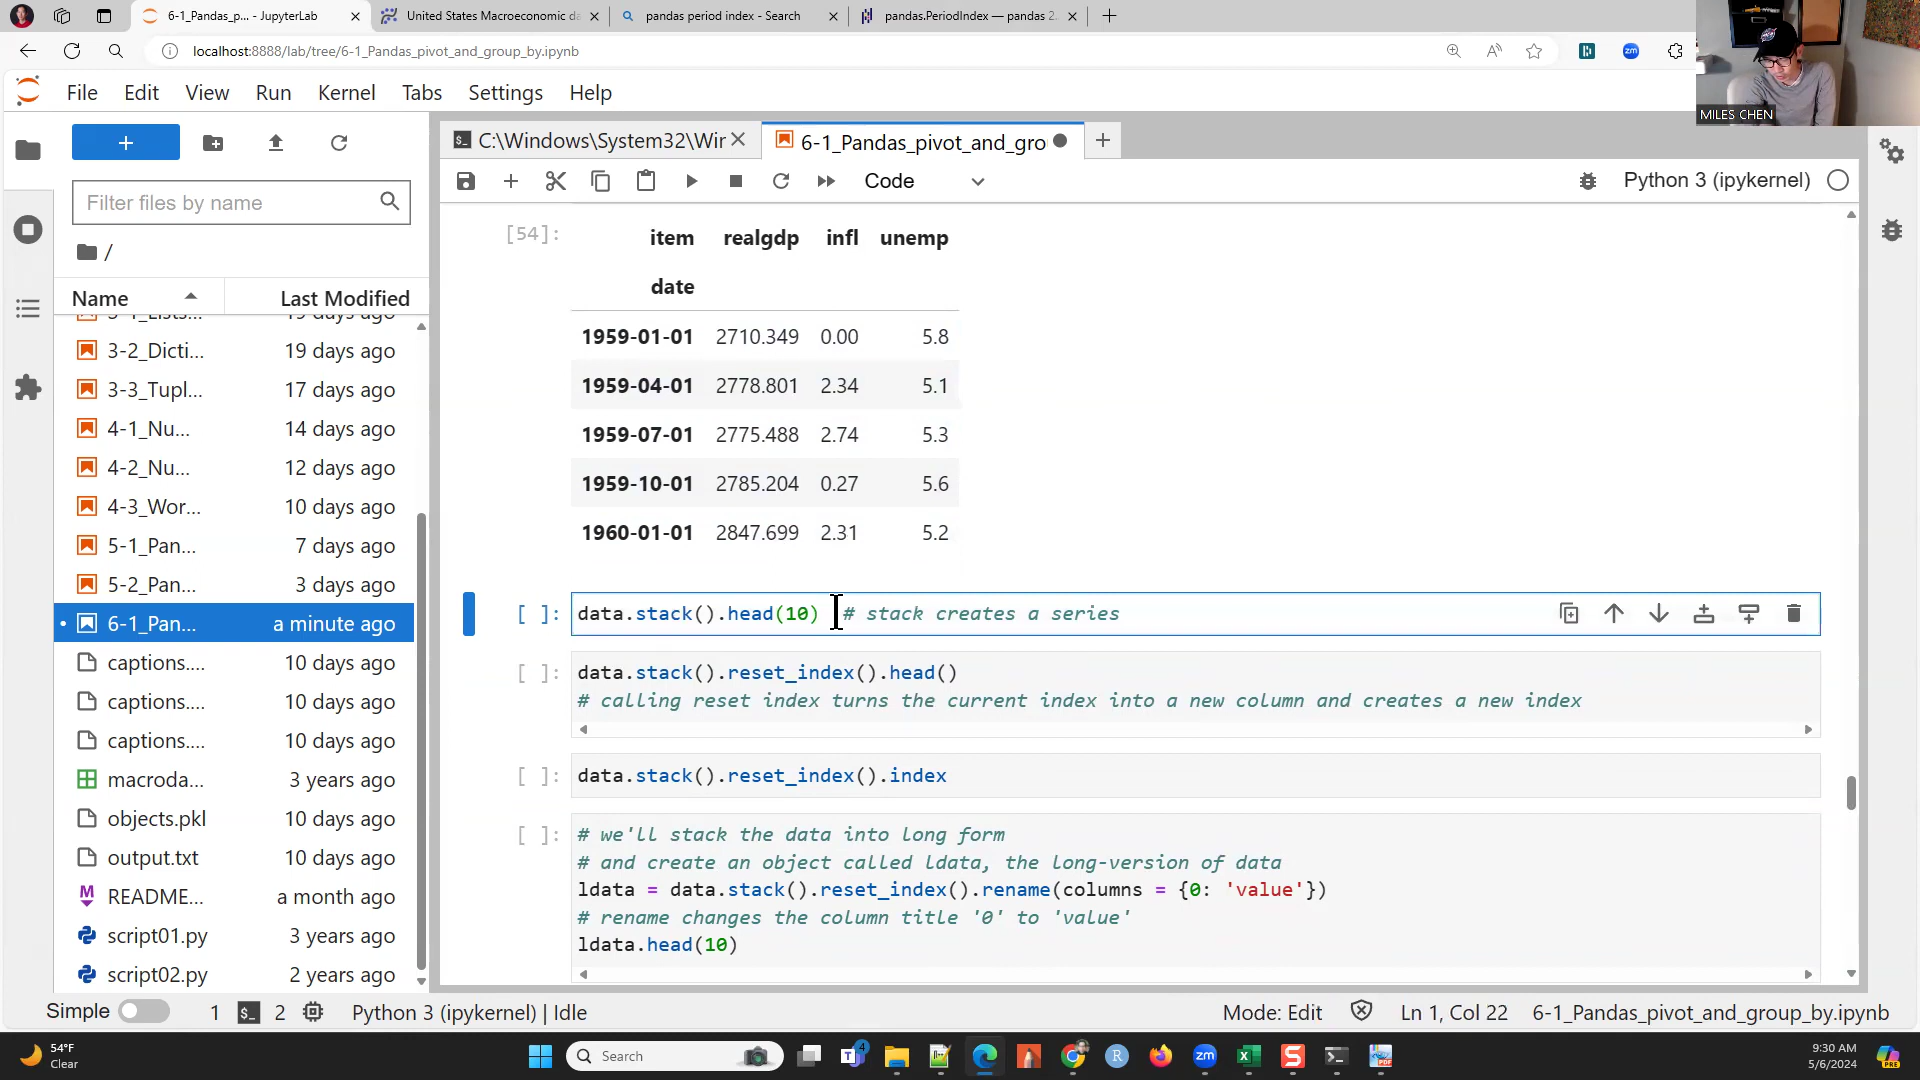 6-1_Pandas_p... - JupyterLab
United States Macroeconomic d
pandas period index - Search
pandas.PeriodIndex — pandas 2.
localhost:8888/lab/tree/6-1_Pandas_pivot_and_group_by.ipynb
MILES CHEN
File Edit View Run Kernel Tabs Settings Help
C:\Windows\System32\Wir
6-1_Pandas_pivot_and_gro
Code
Python 3 (ipykernel)
Filter files by name
/
Name Last Modified
3-2_Dicti... 19 days ago
3-3_Tupl... 17 days ago
4-1_Nu... 14 days ago
4-2_Nu... 12 days ago
4-3_Wor... 10 days ago
5-1_Pan... 7 days ago
5-2_Pan... 3 days ago
6-1_Pan... a minute ago
captions.... 10 days ago
captions.... 10 days ago
captions.... 10 days ago
macroda... 3 years ago
objects.pkl 10 days ago
output.txt 10 days ago
README... a month ago
script01.py 3 years ago
script02.py 2 years ago
[54]:
item realgdp infl unemp
date
1959-01-01 2710.349 0.00 5.8
1959-04-01 2778.801 2.34 5.1
1959-07-01 2775.488 2.74 5.3
1959-10-01 2785.204 0.27 5.6
1960-01-01 2847.699 2.31 5.2
[ ]: data.stack().head(10) # stack creates a series
[ ]: data.stack().reset_index().head()
# calling reset index turns the current index into a new column and creates a new index
[ ]: data.stack().reset_index().index
[ ]: # we'll stack the data into long form
# and create an object called ldata, the long-version of data
ldata = data.stack().reset_index().rename(columns = {0: 'value'})
# rename changes the column title '0' to 'value'
ldata.head(10)
Simple 1 2 Python 3 (ipykernel) | Idle Mode: Edit Ln 1, Col 22 6-1_Pandas_pivot_and_group_by.ipynb
54°F
Clear
Search
4
9:30 AM
5/6/2024